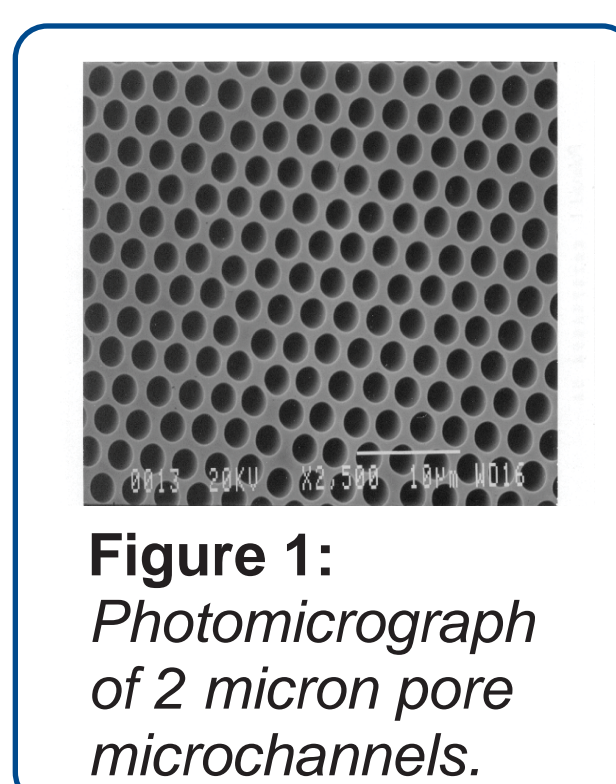 0013 20KV X2,500 10µm WD16
Figure 1:
Photomicrograph
of 2 micron pore
microchannels.